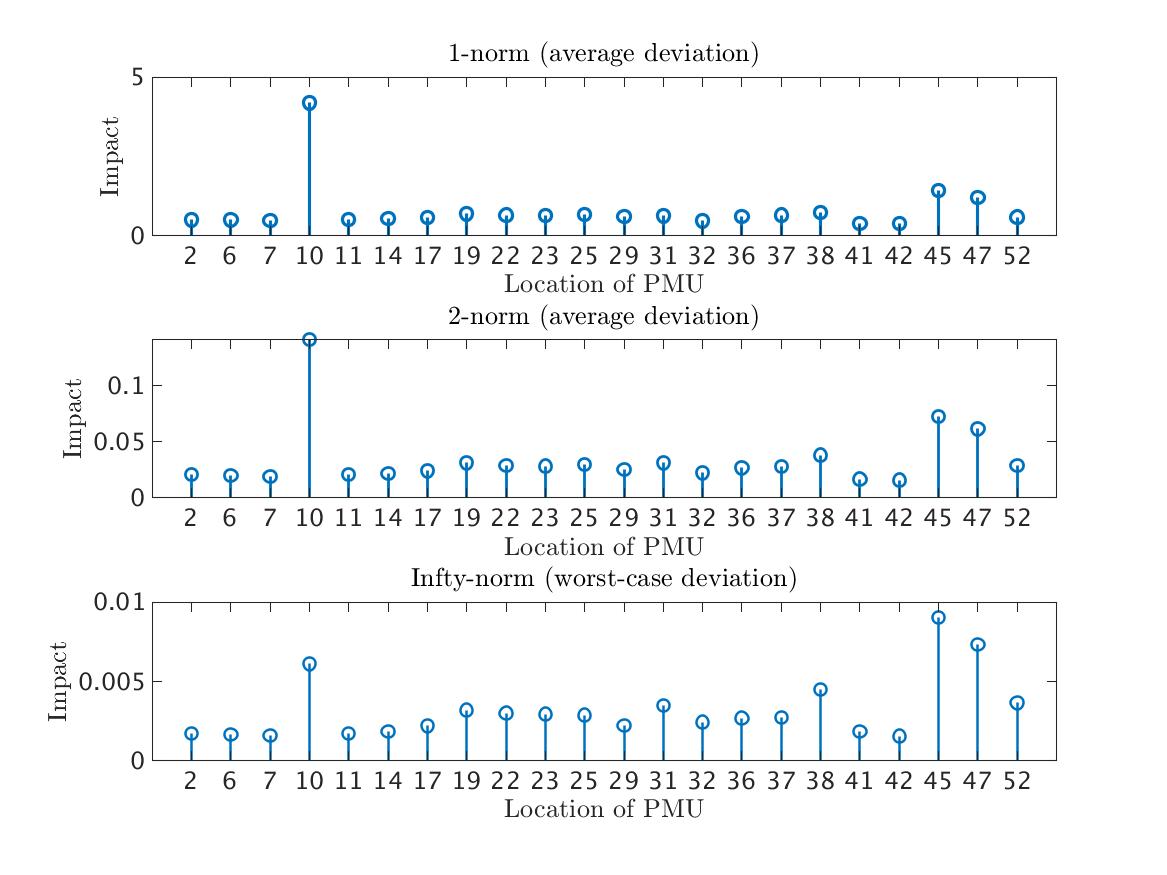 1-norm (average deviation)
5
0
Impact
2 6 7 10 11 14 17 19 22 23 25 29 31 32 36 37 38 41 42 45 47 52
Location of PMU
2-norm (average deviation)
0.1
0.05
0
Impact
2 6 7 10 11 14 17 19 22 23 25 29 31 32 36 37 38 41 42 45 47 52
Location of PMU
Infty-norm (worst-case deviation)
0.01
0.005
0
Impact
2 6 7 10 11 14 17 19 22 23 25 29 31 32 36 37 38 41 42 45 47 52
Location of PMU